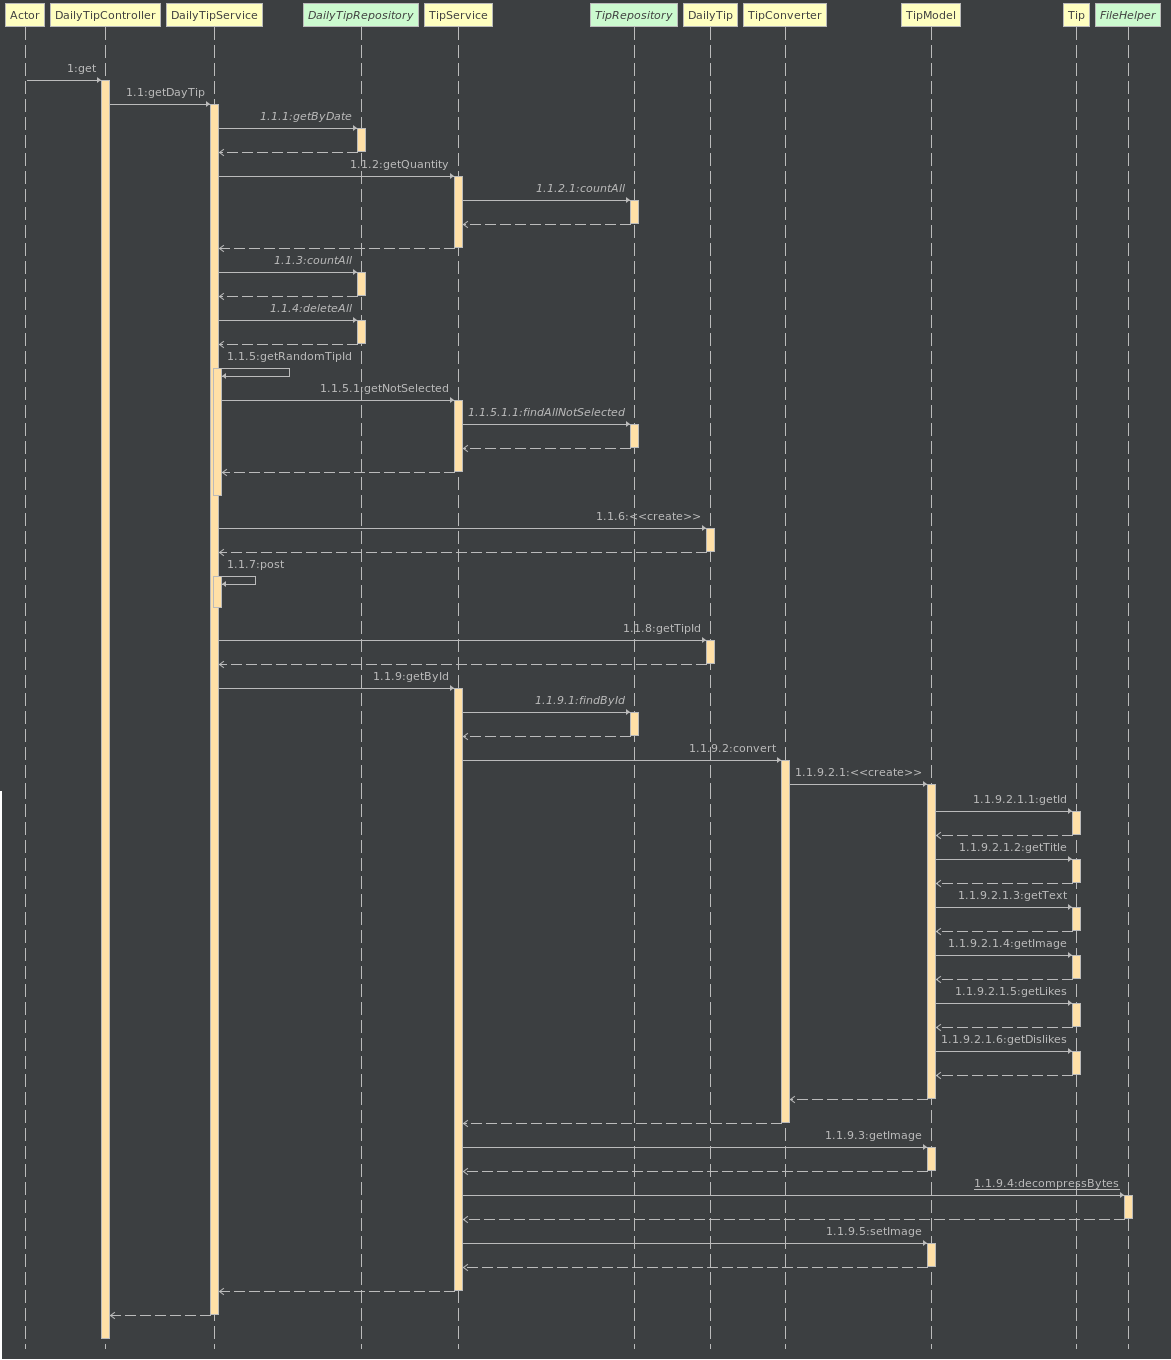 Actor DailyTipController DailyTipService DailyTipRepository TipService TipRepository DailyTip TipConverter TipModel Tip FileHelper
1:get
1.1:getDayTip
1.1.1:getByDate
1.1.2:getQuantity
1.1.2.1:countAll
1.1.3:countAll
1.1.4:deleteAll
1.1.5:getRandomTipId
1.1.5.1:getNotSelected
1.1.5.1.1:findAllNotSelected
1.1.6:<<create>>
1.1.7:post
1.1.8:getTipId
1.1.9:getById
1.1.9.1:findById
1.1.9.2:convert
1.1.9.2.1:<<create>>
1.1.9.2.1.1:getId
1.1.9.2.1.2:getTitle
1.1.9.2.1.3:getText
1.1.9.2.1.4:getImage
1.1.9.2.1.5:getLikes
1.1.9.2.1.6:getDislikes
1.1.9.3:getImage
1.1.9.4:decompressBytes
1.1.9.5:setImage